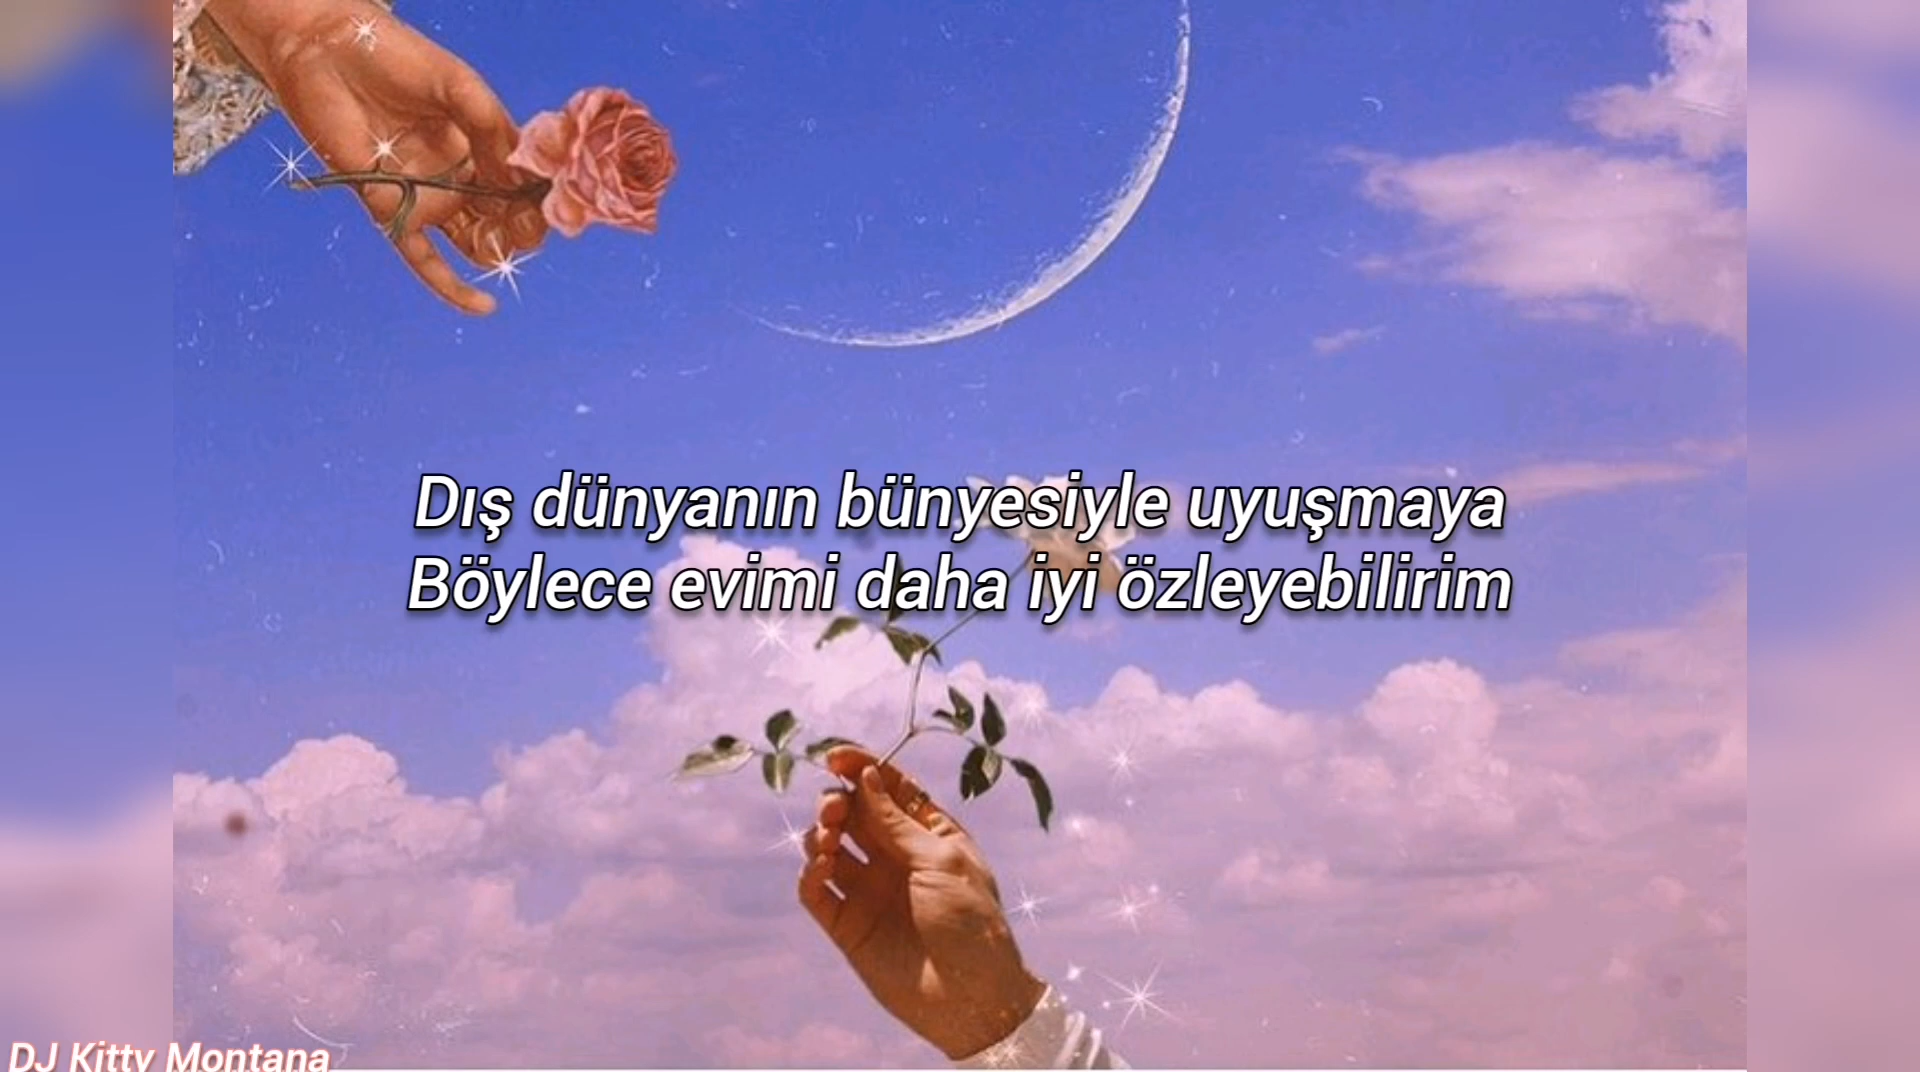 Dış dünyanın bünyesiyle uyuşmaya
Böylece evimi daha iyi özleyebilirim
DJ Kitty Montana